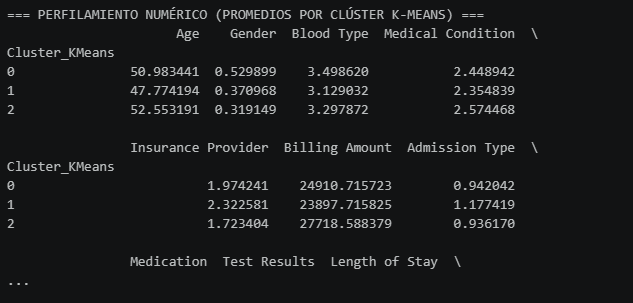 === PERFILAMIENTO NUMÉRICO (PROMEDIOS POR CLÚSTER K-MEANS) ===
Age Gender Blood Type Medical Condition \
Cluster_KMeans
0 50.983441 0.529899 3.498620 2.448942
1 47.774194 0.370968 3.129032 2.354839
2 52.553191 0.319149 3.297872 2.574468
Insurance Provider Billing Amount Admission Type \
Cluster_KMeans
0 1.974241 24910.715723 0.942042
1 2.322581 23897.715825 1.177419
2 1.723404 27718.588379 0.936170
Medication Test Results Length of Stay \
...